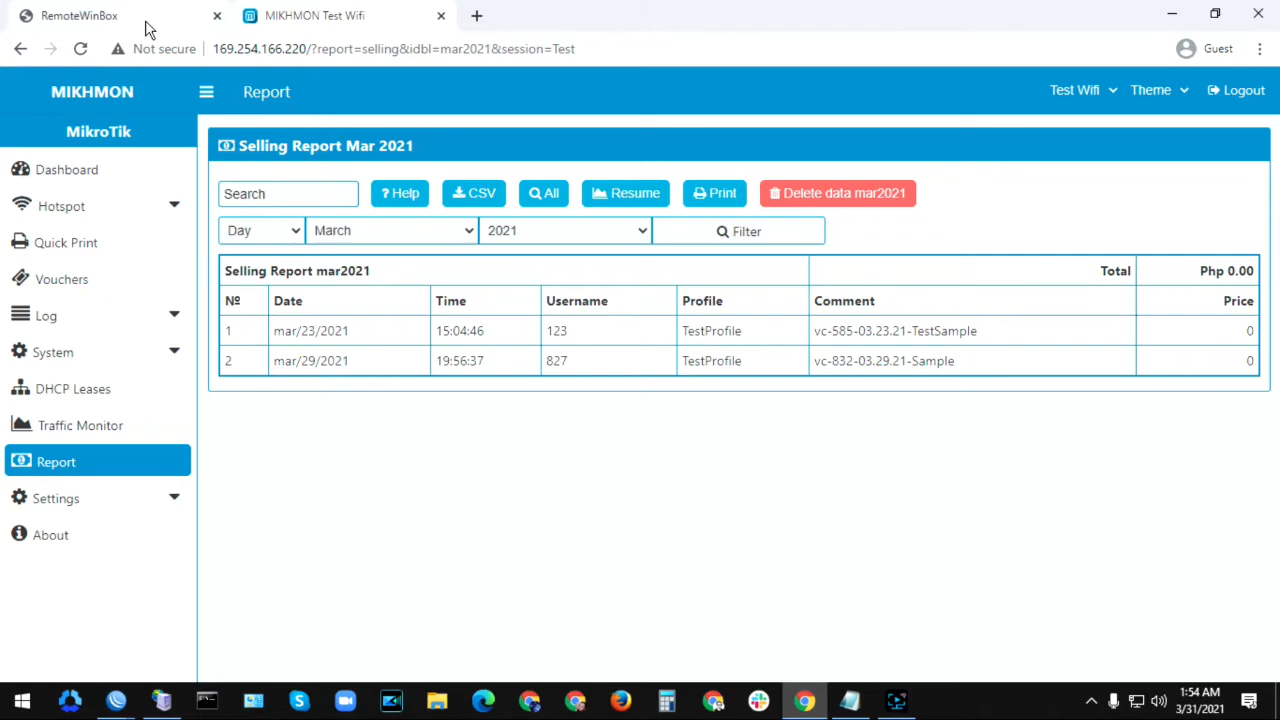 RemoteWinBox
MIKHMON Test Wifi
Not secure
169.254.166.220/?report=selling&idbl=mar2021&session=Test
Guest
MIKHMON
Report
Test Wifi
Theme
Logout
MikroTik
Dashboard
Hotspot
Quick Print
Vouchers
Log
System
DHCP Leases
Traffic Monitor
Report
Settings
About
Selling Report Mar 2021
Search
? Help
CSV
All
Resume
Print
Delete data mar2021
Day
March
2021
Filter
Selling Report mar2021 Total Php 0.00
№ Date Time Username Profile Comment Price
1 mar/23/2021 15:04:46 123 TestProfile vc-585-03.23.21-TestSample 0
2 mar/29/2021 19:56:37 827 TestProfile vc-832-03.29.21-Sample 0
1:54 AM
3/31/2021